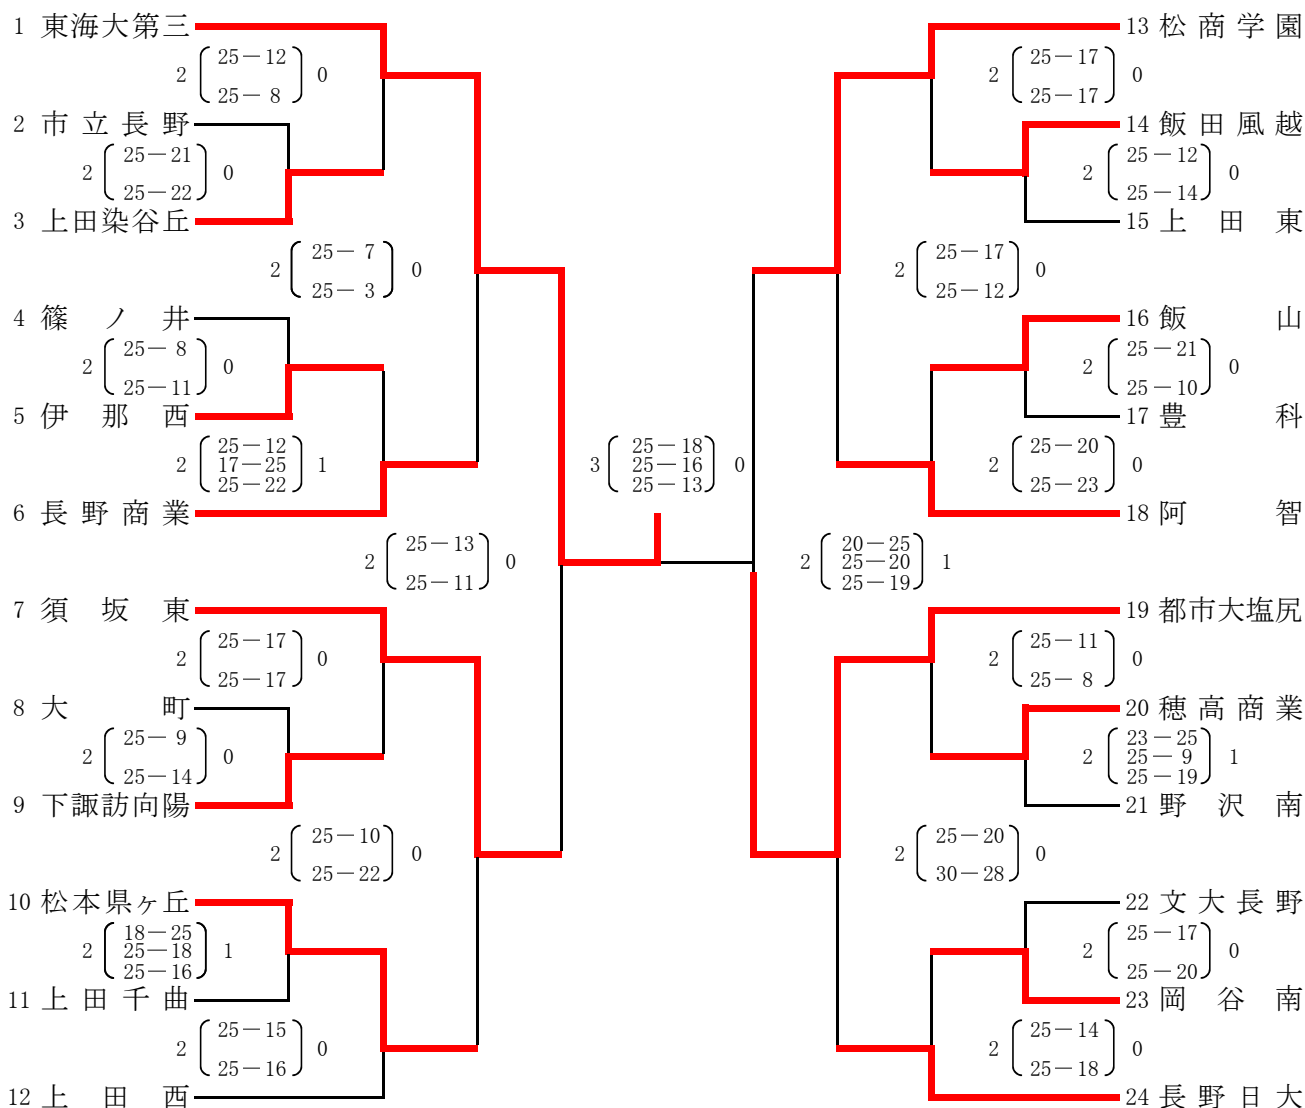 1 東海大第三
25－12
2 0
25－ 8
2 市立長野
25－21
2 0
25－22
3 上田染谷丘
25－ 7
2 0
25－ 3
4 篠ノ井
25－ 8
2 0
25－11
5 伊那西
25－12
2 17－25 1
25－22
6 長野商業
25－13
2 0
25－11
7 須坂東
25－17
2 0
25－17
8 大町
25－ 9
2 0
25－14
9 下諏訪向陽
25－10
2 0
25－22
10 松本県ヶ丘
18－25
2 25－18 1
25－16
11 上田千曲
25－15
2 0
25－16
12 上田西
25－18
3 25－16 0
25－13
13 松商学園
25－17
2 0
25－17
14 飯田風越
25－12
2 0
25－14
15 上田東
25－17
2 0
25－12
16 飯山
25－21
2 0
25－10
17 豊科
25－20
2 0
25－23
18 阿智
20－25
2 25－20 1
25－19
19 都市大塩尻
25－11
2 0
25－ 8
20 穂高商業
23－25
2 25－ 9 1
25－19
21 野沢南
25－20
2 0
30－28
22 文大長野
25－17
2 0
25－20
23 岡谷南
25－14
2 0
25－18
24 長野日大